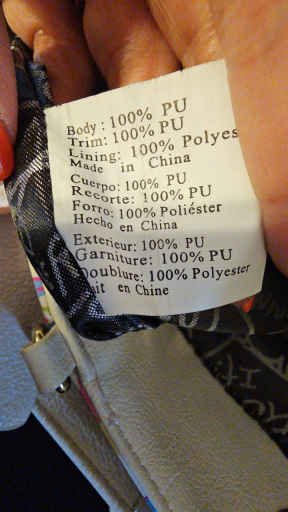 Body: 100% PU
Trim: 100% PU
Lining: 100% Polyes
Made in China
Cuerpo: 100% PU
Recorte: 100% PU
Forro: 100% Poliéster
Hecho en China
Exterieur: 100% PU
Garniture: 100% PU
Doublure: 100% Polyester
ait en Chine